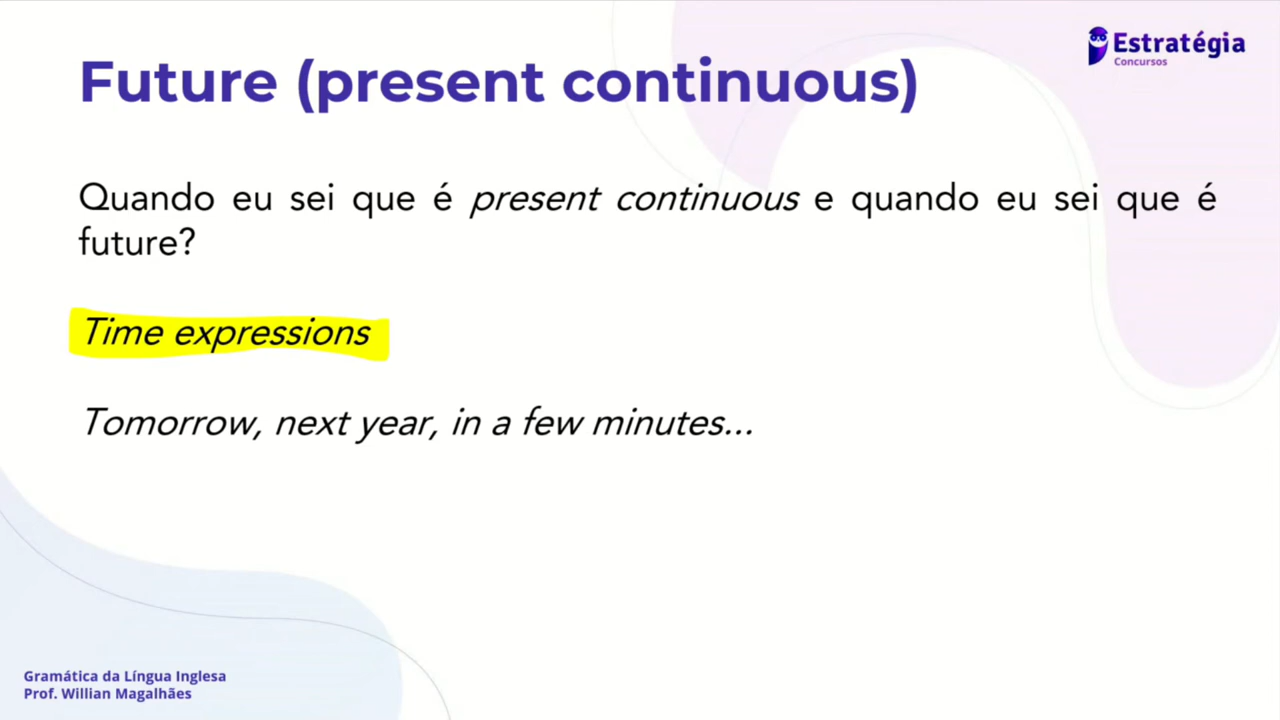 Estratégia
Concursos
Future (present continuous)
Quando eu sei que é present continuous e quando eu sei que é
future?
Time expressions
Tomorrow, next year, in a few minutes...
Gramática da Língua Inglesa
Prof. Willian Magalhães